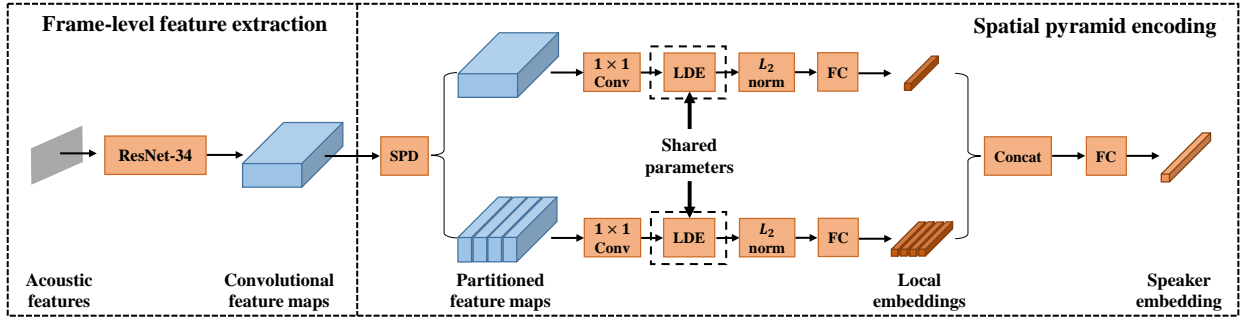 Frame-level feature extraction
Spatial pyramid encoding
1 × 1
Conv
LDE
L₂
norm
FC
ResNet-34
SPD
Shared
parameters
Concat
FC
1 × 1
Conv
LDE
L₂
norm
FC
Acoustic
features
Convolutional
feature maps
Partitioned
feature maps
Local
embeddings
Speaker
embedding